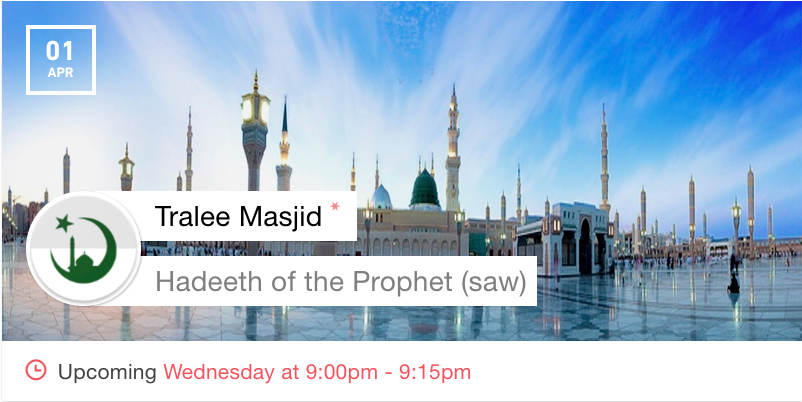 01
APR
Tralee Masjid *
Hadeeth of the Prophet (saw)
Upcoming Wednesday at 9:00pm - 9:15pm